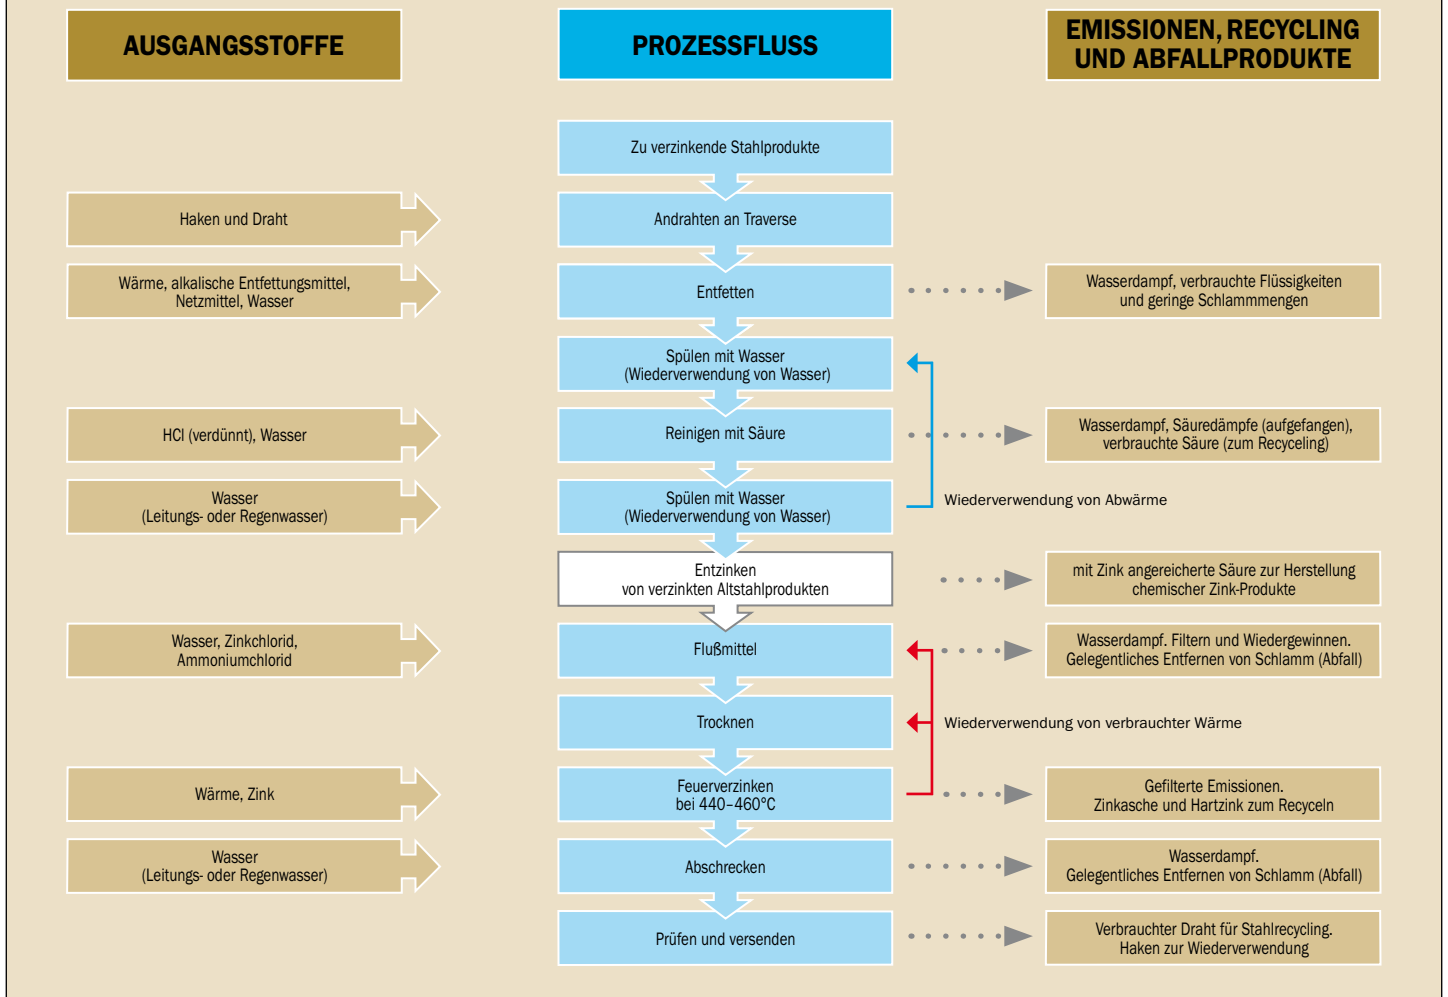 AUSGANGSSTOFFE
PROZESSFLUSS
EMISSIONEN, RECYCLING
UND ABFALLPRODUKTE
Zu verzinkende Stahlprodukte
Haken und Draht
Andrahten an Traverse
Wärme, alkalische Entfettungsmittel,
Netzmittel, Wasser
Entfetten
Wasserdampf, verbrauchte Flüssigkeiten
und geringe Schlammmengen
Spülen mit Wasser
(Wiederverwendung von Wasser)
HCl (verdünnt), Wasser
Reinigen mit Säure
Wasserdampf, Säuredämpfe (aufgefangen),
verbrauchte Säure (zum Recyceling)
Wasser
(Leitungs- oder Regenwasser)
Spülen mit Wasser
(Wiederverwendung von Wasser)
Wiederverwendung von Abwärme
Entzinken
von verzinkten Altstahlprodukten
mit Zink angereicherte Säure zur Herstellung
chemischer Zink-Produkte
Wasser, Zinkchlorid,
Ammoniumchlorid
Flußmittel
Wasserdampf. Filtern und Wiedergewinnen.
Gelegentliches Entfernen von Schlamm (Abfall)
Trocknen
Wiederverwendung von verbrauchter Wärme
Wärme, Zink
Feuerverzinken
bei 440–460°C
Gefilterte Emissionen.
Zinkasche und Hartzink zum Recyceln
Wasser
(Leitungs- oder Regenwasser)
Abschrecken
Wasserdampf.
Gelegentliches Entfernen von Schlamm (Abfall)
Prüfen und versenden
Verbrauchter Draht für Stahlrecycling.
Haken zur Wiederverwendung